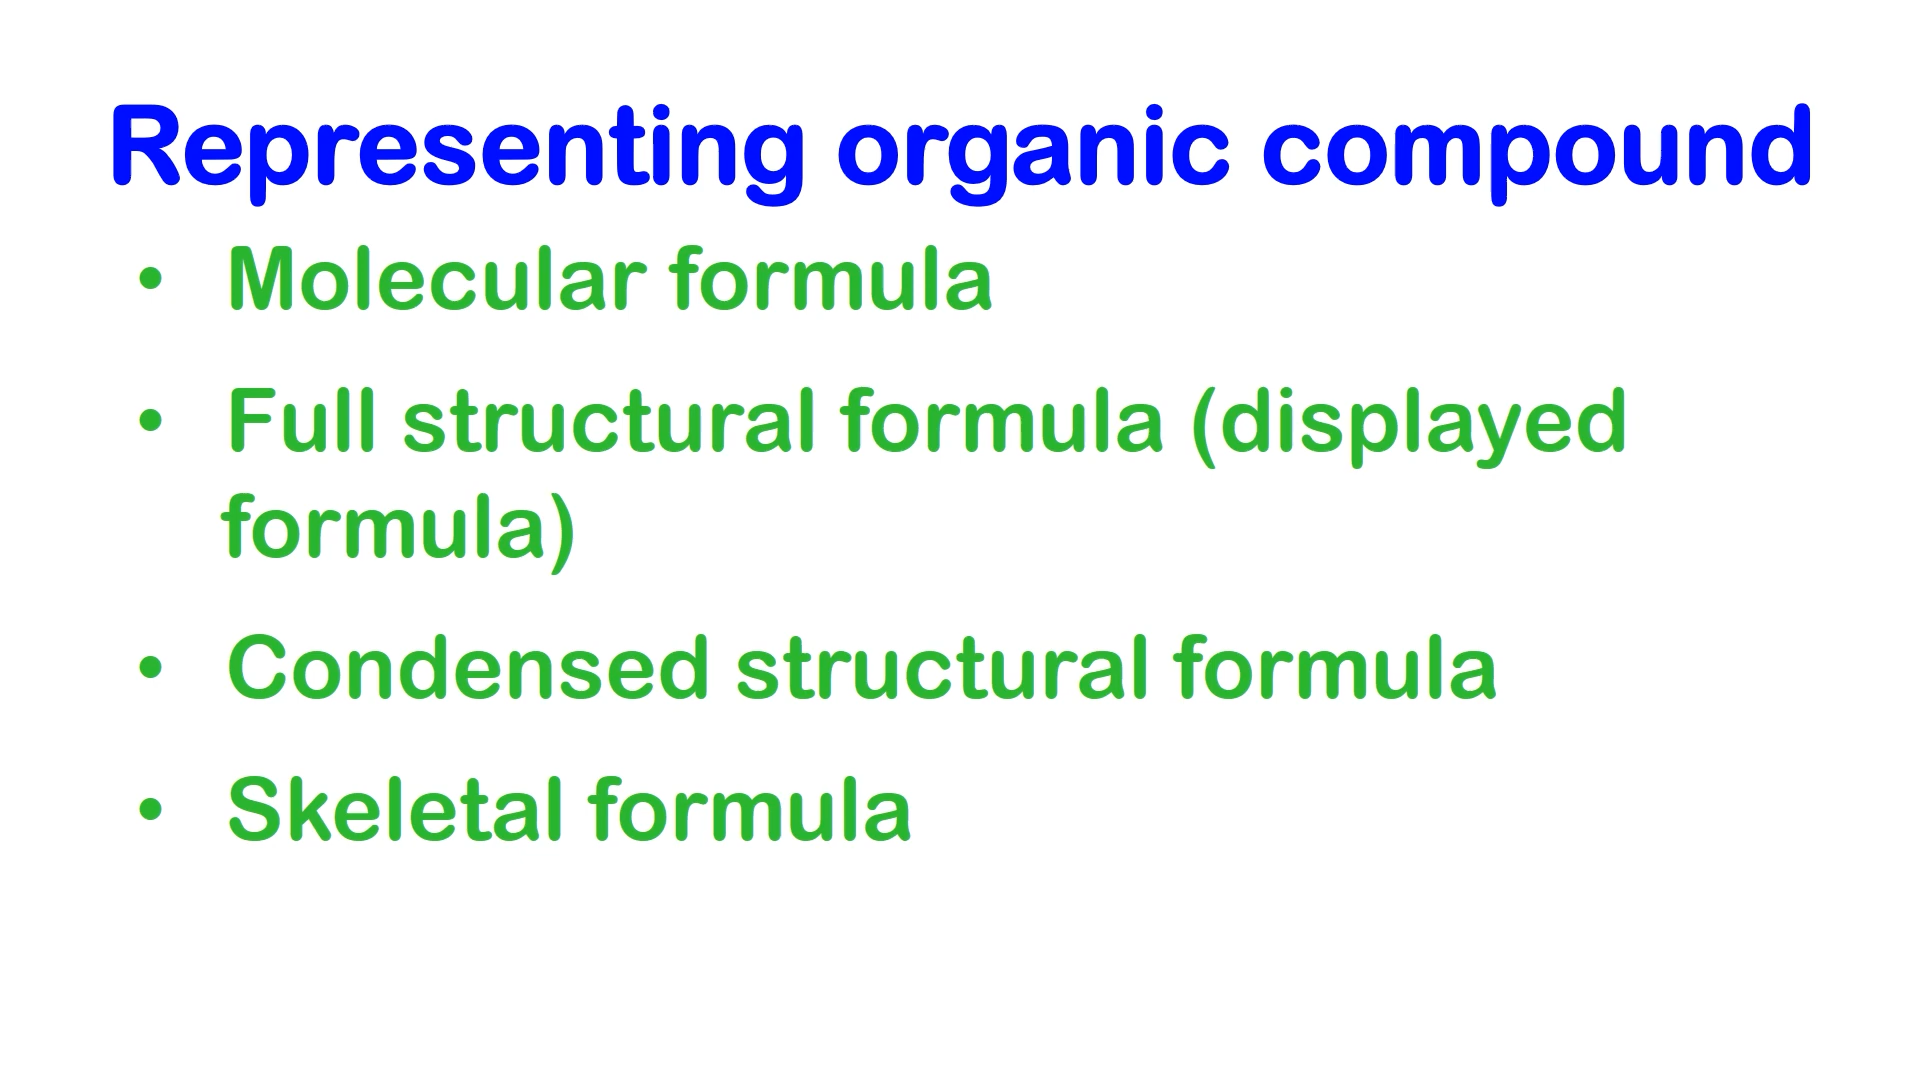 Representing organic compound
• Molecular formula
• Full structural formula (displayed
formula)
• Condensed structural formula
• Skeletal formula